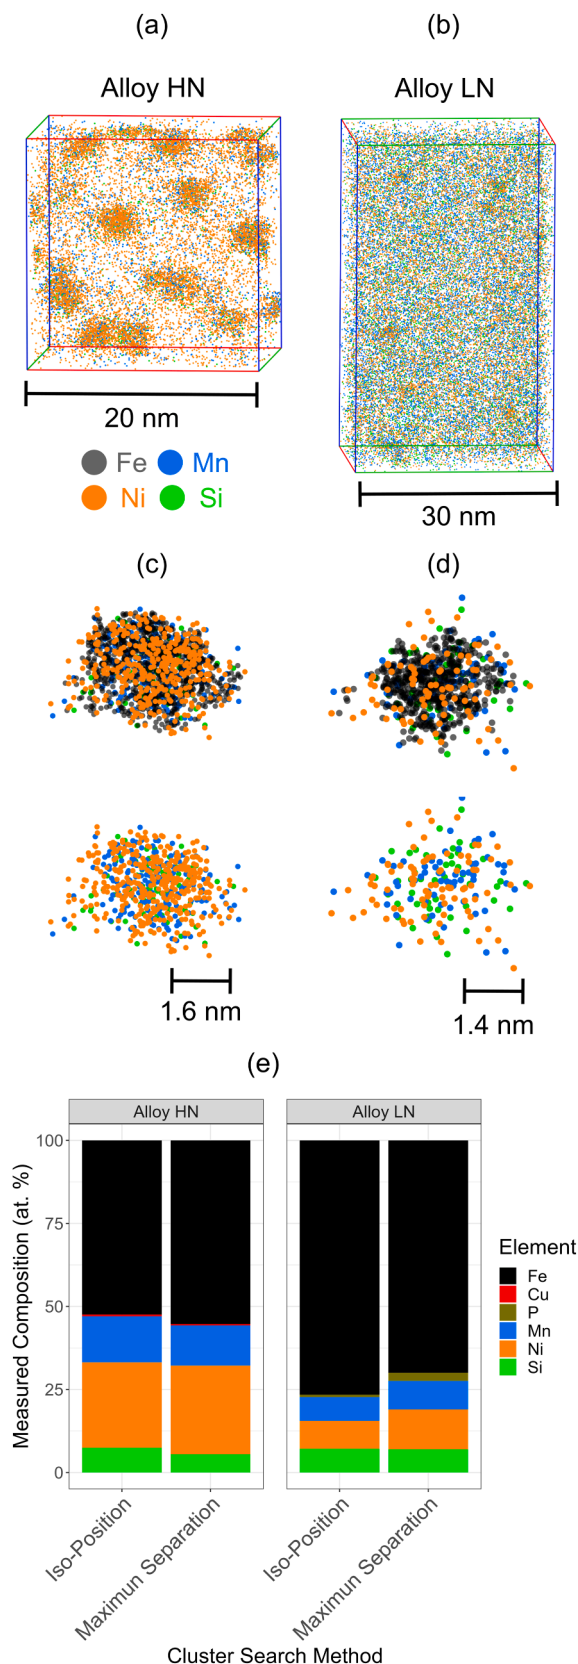 (a)
(b)
Alloy HN
Alloy LN
20 nm
Fe
Mn
Ni
Si
30 nm
(c)
(d)
1.6 nm
1.4 nm
(e)
Alloy HN
Alloy LN
Measured Composition (at. %)
100
75
50
25
0
Element
Fe
Cu
P
Mn
Ni
Si
Iso-Position
Maximun Separation
Iso-Position
Maximun Separation
Cluster Search Method